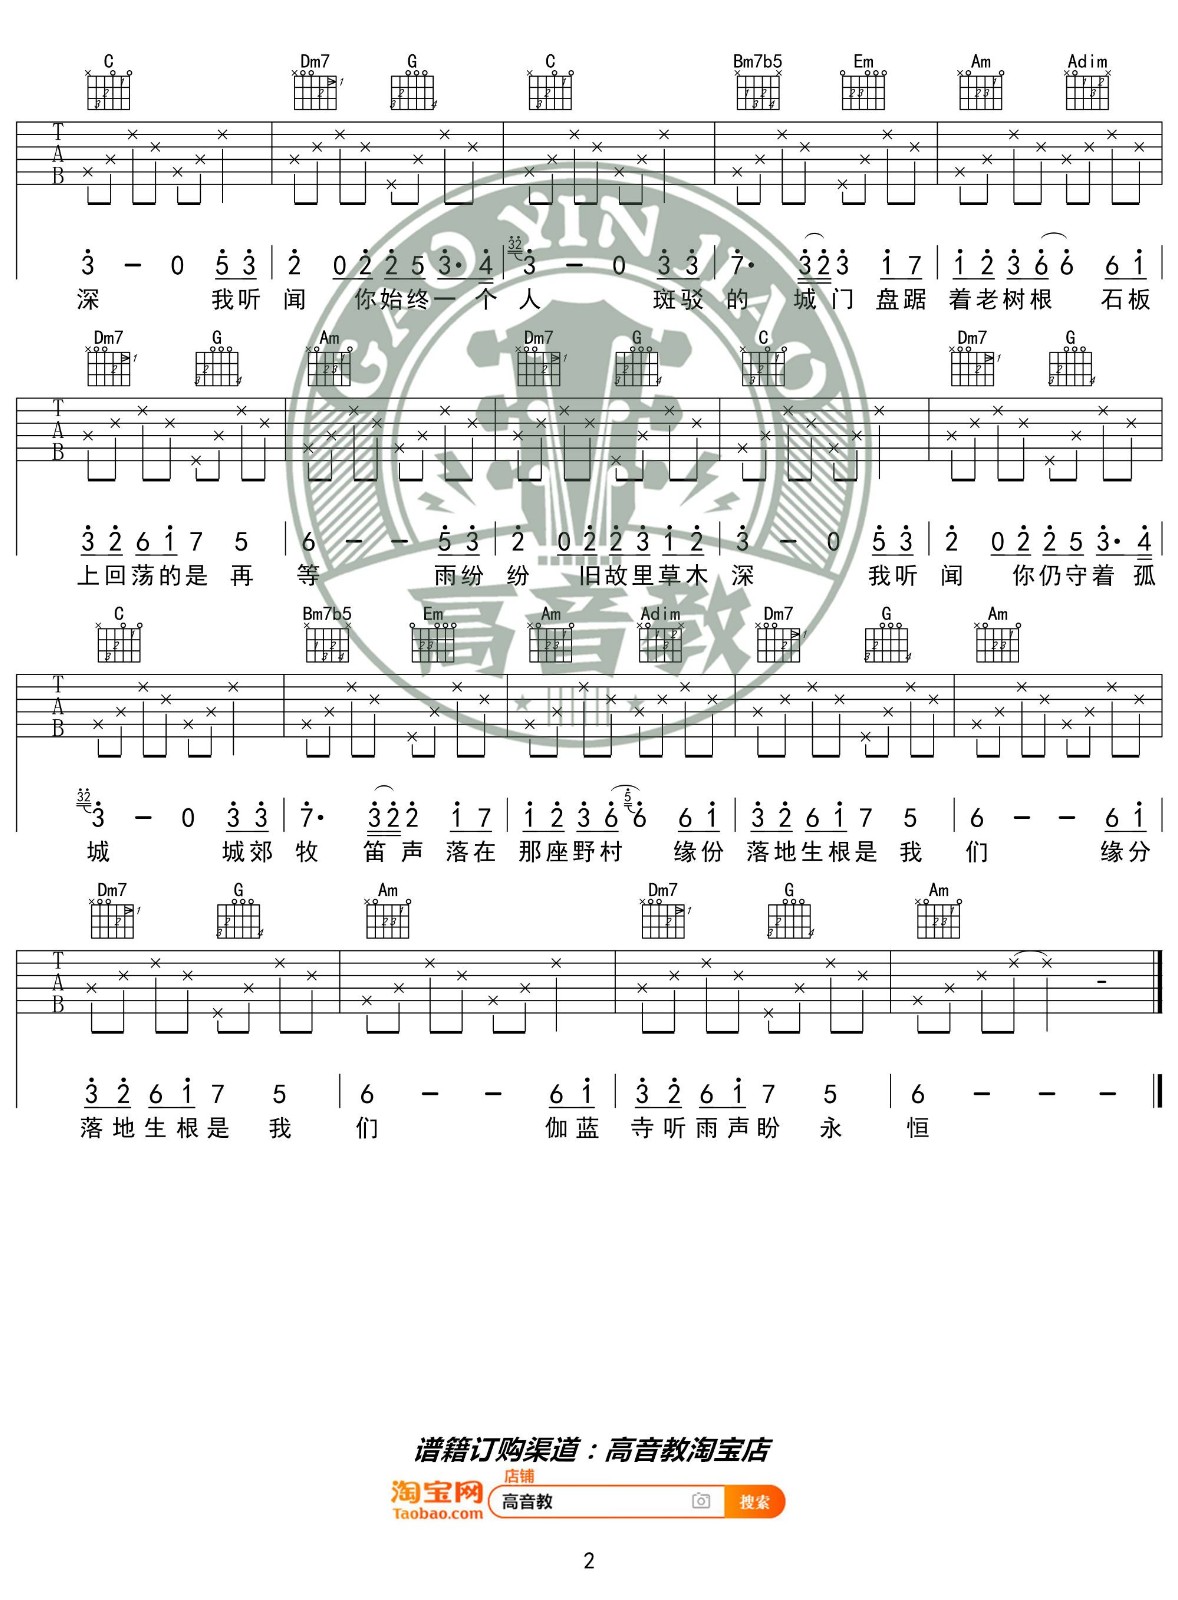 C Dm7 G C Bm7b5 Em Am Adim
3 - 0 5 3 2 0 2 2 5 3· 4 32 3 - 0 3 3 7· 3 2 3 1 7 1 2 3 6 6 6 1
深 我听 闻 你始终一 个 人 斑驳 的 城 门 盘踞 着老树根 石板
Dm7 G Am Dm7 G C Dm7 G
3 2 6 1 7 5 6 - - 5 3 2 0 2 2 3 1 2 3 - 0 5 3 2 0 2 2 5 3· 4
上回荡的是 再 等 雨纷 纷 旧故里草木 深 我听 闻 你仍守着 孤
C Bm7b5 Em Am Adim Dm7 G Am
32 3 - 0 3 3 7· 3 2 2 1 7 1 2 3 6 5 6 6 1 3 2 6 1 7 5 6 - - 6 1
城 城郊 牧 笛 声 落在 那座野村 缘份 落地生根是 我 们 缘分
Dm7 G Am Dm7 G Am
3 2 6 1 7 5 6 - - 6 1 3 2 6 1 7 5 6 - - -
落地生根是 我 们 伽蓝 寺听雨声盼 永 恒
GAO YIN JIAO
高音教
谱籍订购渠道：高音教淘宝店
淘宝网 店铺
Taobao.com 高音教 搜索
2